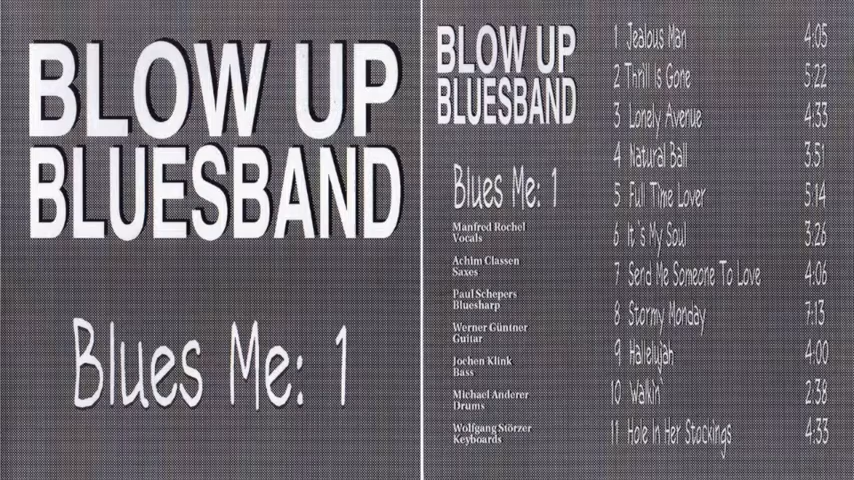 BLOW UP
BLUESBAND
Blues Me: 1
BLOW UP
BLUESBAND
Blues Me: 1
Manfred Rochel
Vocals
Achim Classen
Saxes
Paul Schepers
Bluesharp
Werner Güntner
Guitar
Jochen Klink
Bass
Michael Anderer
Drums
Wolfgang Störzer
Keyboards
1 Jealous Man 4:05
2 Thrill Is Gone 5:22
3 Lonely Avenue 4:33
4 Natural Ball 3:51
5 Full Time Lover 5:14
6 It's My Soul 3:26
7 Send Me Someone To Love 4:06
8 Stormy Monday 7:13
9 Hallelujah 4:00
10 Walkin' 2:38
11 Hole In Her Stockings 4:33